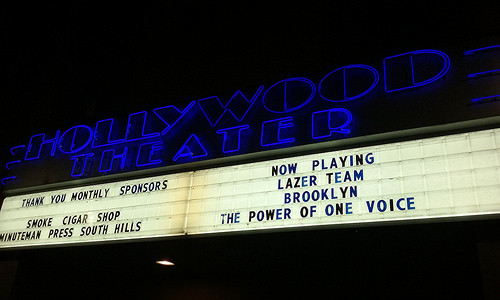 HOLLYWOOD
THEATER
THANK YOU MONTHLY SPONSORS
SMOKE CIGAR SHOP
MINUTEMAN PRESS SOUTH HILLS
NOW PLAYING
LAZER TEAM
BROOKLYN
THE POWER OF ONE VOICE